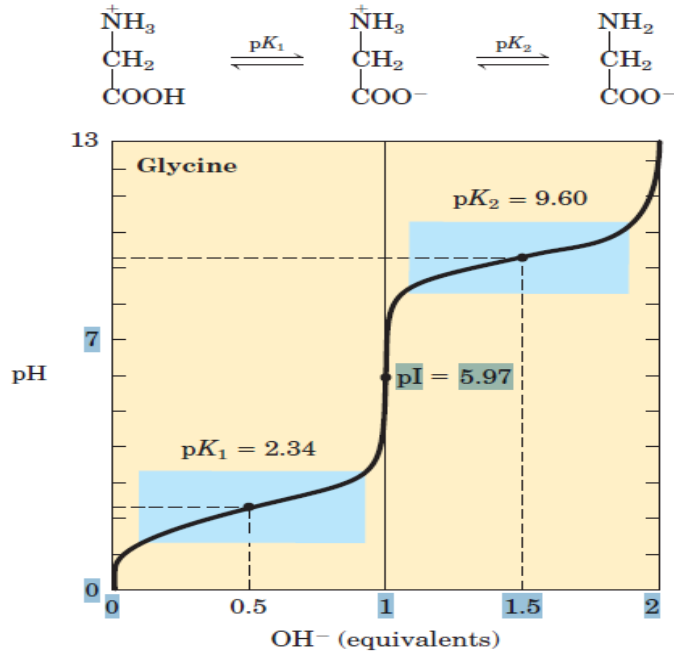 ⁺NH₃ ⁺NH₃ NH₂
pK₁ pK₂
CH₂ CH₂ CH₂
COOH COO⁻ COO⁻
13
Glycine
pK₂ = 9.60
7
pH
pI = 5.97
pK₁ = 2.34
0
0 0.5 1 1.5 2
OH⁻ (equivalents)